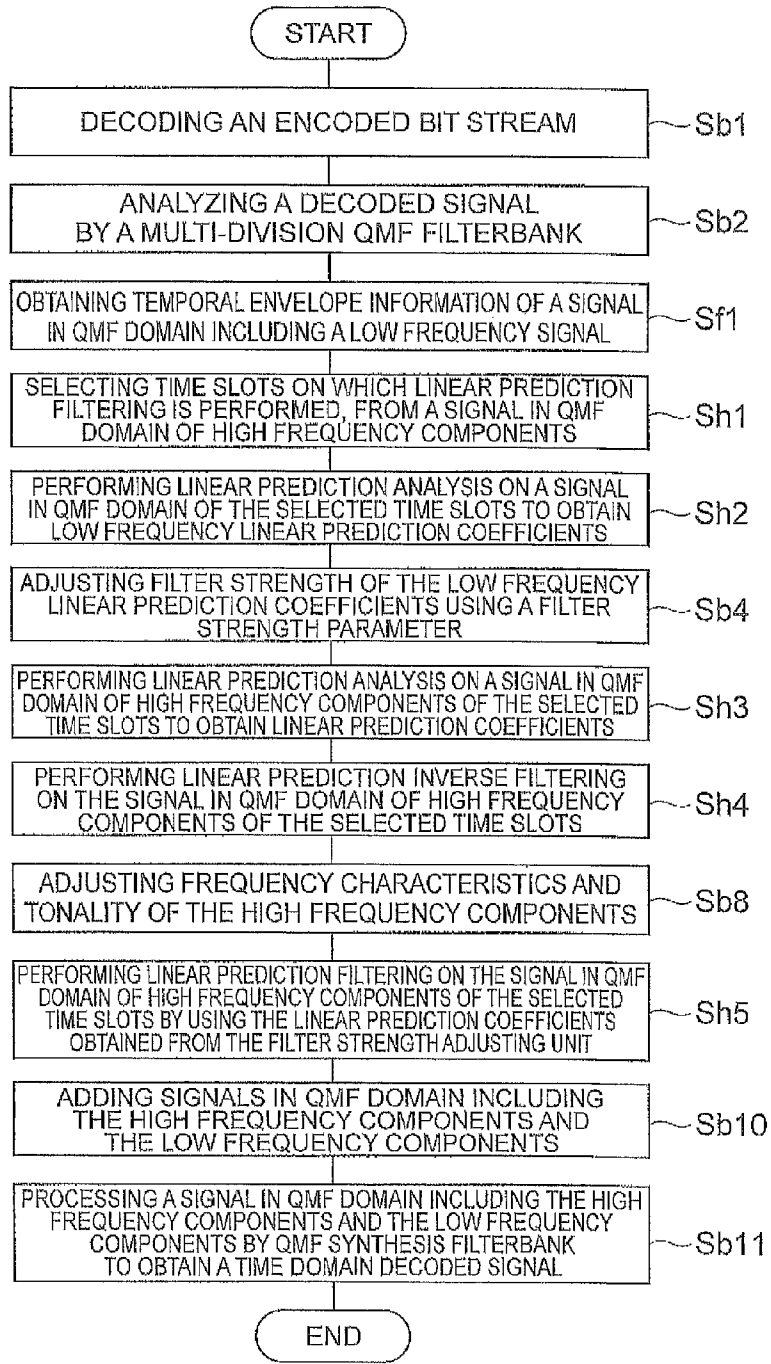 START
DECODING AN ENCODED BIT STREAM
Sb1
ANALYZING A DECODED SIGNAL
BY A MULTI-DIVISION QMF FILTERBANK
Sb2
OBTAINING TEMPORAL ENVELOPE INFORMATION OF A SIGNAL
IN QMF DOMAIN INCLUDING A LOW FREQUENCY SIGNAL
Sf1
SELECTING TIME SLOTS ON WHICH LINEAR PREDICTION
FILTERING IS PERFORMED, FROM A SIGNAL IN QMF
DOMAIN OF HIGH FREQUENCY COMPONENTS
Sh1
PERFORMING LINEAR PREDICTION ANALYSIS ON A SIGNAL
IN QMF DOMAIN OF THE SELECTED TIME SLOTS TO OBTAIN
LOW FREQUENCY LINEAR PREDICTION COEFFICIENTS
Sh2
ADJUSTING FILTER STRENGTH OF THE LOW FREQUENCY
LINEAR PREDICTION COEFFICIENTS USING A FILTER
STRENGTH PARAMETER
Sb4
PERFORMING LINEAR PREDICTION ANALYSIS ON A SIGNAL IN QMF
DOMAIN OF HIGH FREQUENCY COMPONENTS OF THE SELECTED
TIME SLOTS TO OBTAIN LINEAR PREDICTION COEFFICIENTS
Sh3
PERFORMNG LINEAR PREDICTION INVERSE FILTERING
ON THE SIGNAL IN QMF DOMAIN OF HIGH FREQUENCY
COMPONENTS OF THE SELECTED TIME SLOTS
Sh4
ADJUSTING FREQUENCY CHARACTERISTICS AND
TONALITY OF THE HIGH FREQUENCY COMPONENTS
Sb8
PERFORMING LINEAR PREDICTION FILTERING ON THE SIGNAL IN QMF
DOMAIN OF HIGH FREQUENCY COMPONENTS OF THE SELECTED
TIME SLOTS BY USING THE LINEAR PREDICTION COEFFICIENTS
OBTAINED FROM THE FILTER STRENGTH ADJUSTING UNIT
Sh5
ADDING SIGNALS IN QMF DOMAIN INCLUDING
THE HIGH FREQUENCY COMPONENTS AND
THE LOW FREQUENCY COMPONENTS
Sb10
PROCESSING A SIGNAL IN QMF DOMAIN INCLUDING THE HIGH
FREQUENCY COMPONENTS AND THE LOW FREQUENCY
COMPONENTS BY QMF SYNTHESIS FILTERBANK
TO OBTAIN A TIME DOMAIN DECODED SIGNAL
Sb11
END